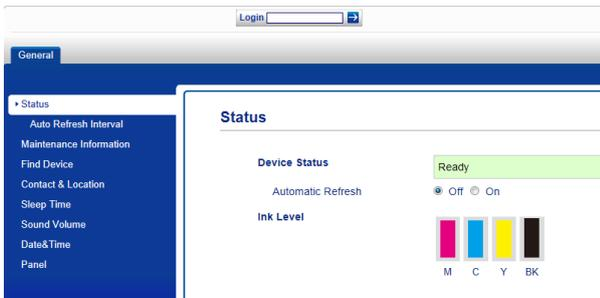 Login
General
Status
Auto Refresh Interval
Maintenance Information
Find Device
Contact & Location
Sleep Time
Sound Volume
Date&Time
Panel
Status
Device Status Ready
Automatic Refresh Off On
Ink Level
M C Y BK